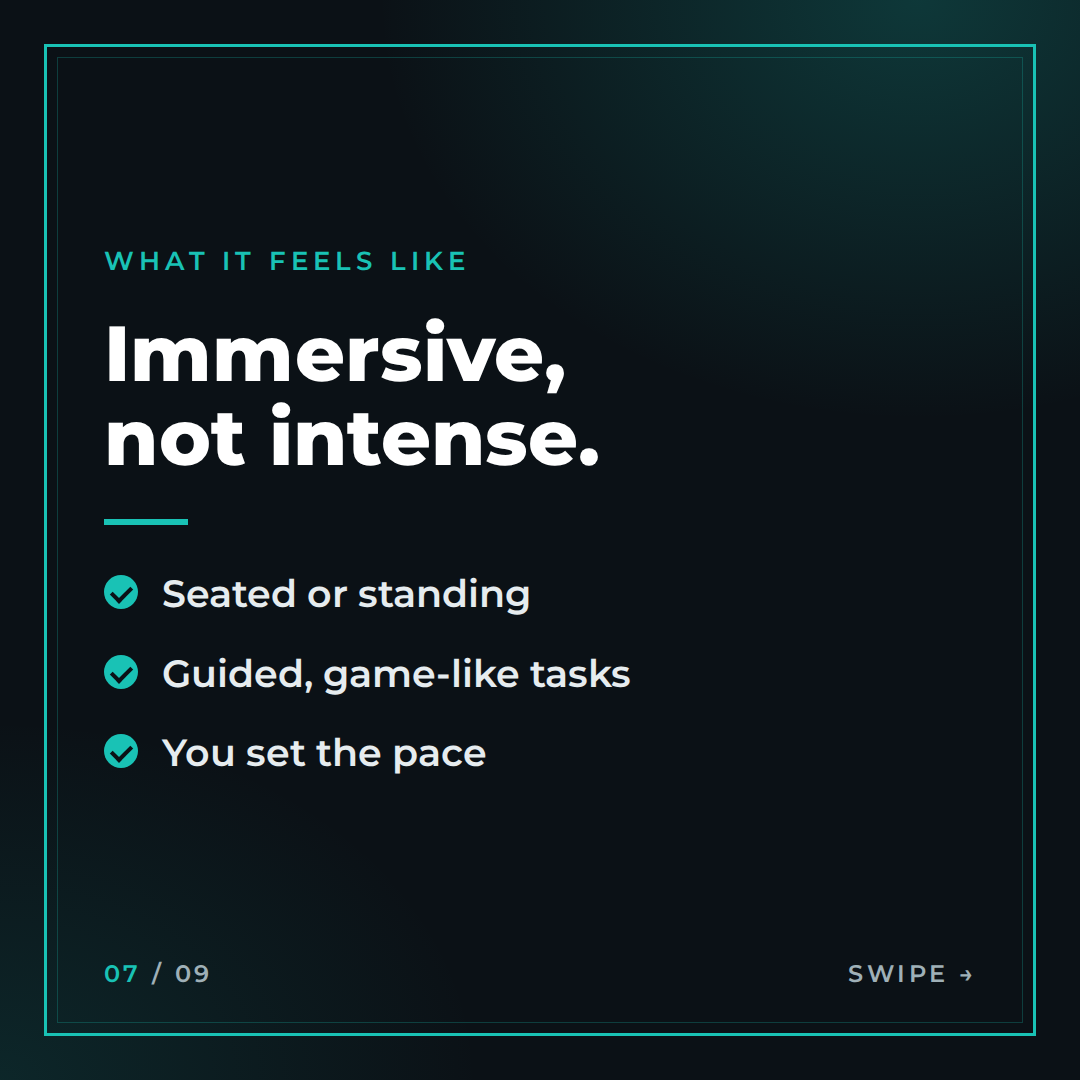 WHAT IT FEELS LIKE
Immersive,
not intense.
Seated or standing
Guided, game-like tasks
You set the pace
07 / 09
SWIPE →